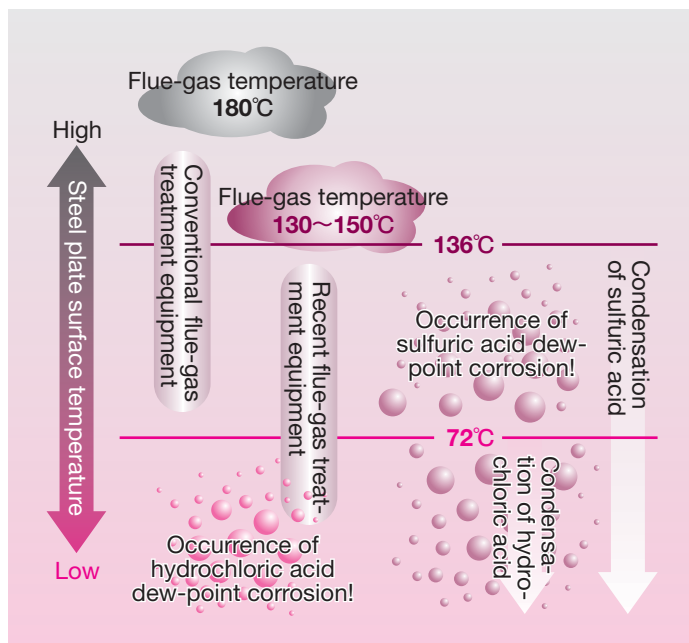 Flue-gas temperature
180℃
High
Steel plate surface temperature
Low
Conventional flue-gas
treatment equipment
Flue-gas temperature
130～150℃
136℃
Recent flue-gas treat-
ment equipment
Occurrence of
sulfuric acid dew-
point corrosion!
Condensation
of sulfuric acid
72℃
Condensa-
tion of hydro-
chloric acid
Occurrence of
hydrochloric acid
dew-point corrosion!